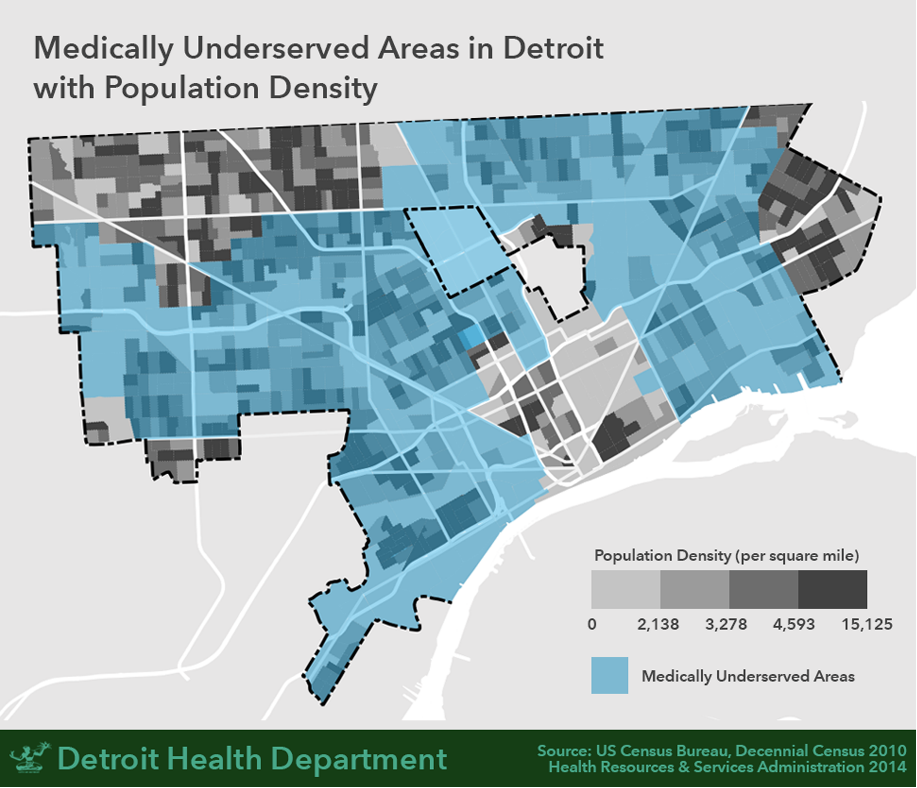 Medically Underserved Areas in Detroit
with Population Density
Population Density (per square mile)
0 2,138 3,278 4,593 15,125
Medically Underserved Areas
Detroit Health Department
Source: US Census Bureau, Decennial Census 2010
Health Resources & Services Administration 2014